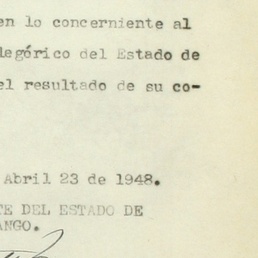 en lo concerniente al
legórico del Estado de
el resultado de su co-
Abril 23 de 1948.
TE DEL ESTADO DE
ANGO.